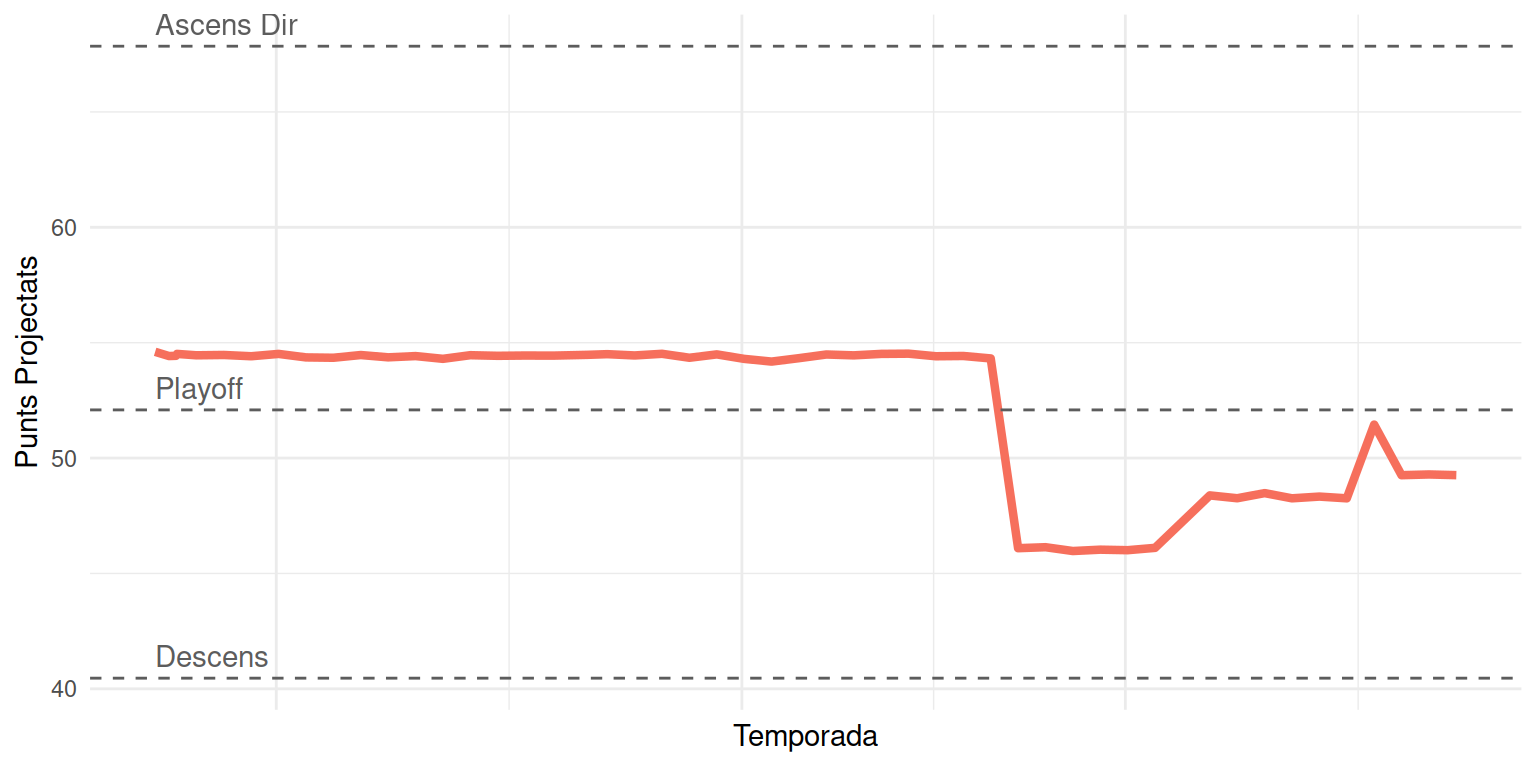 Ascens Dir
60
Playoff
50
Descens
40
Punts Projectats
Temporada